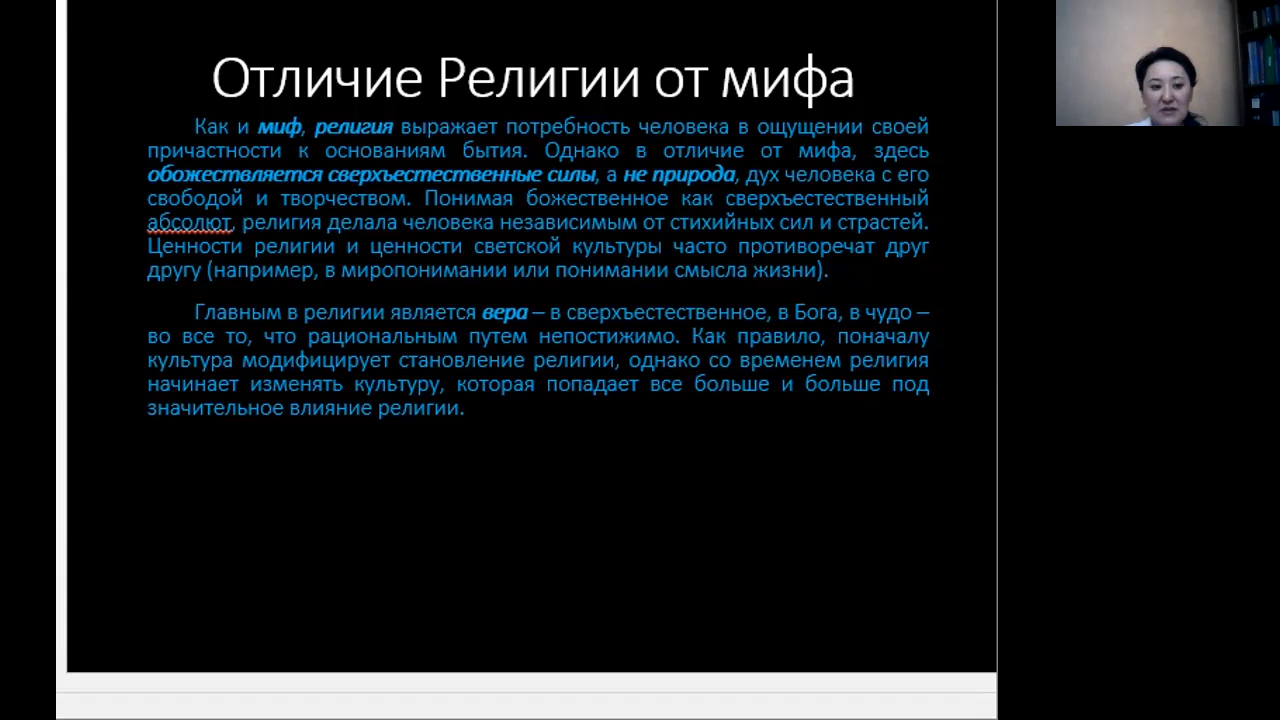 Отличие Религии от мифа
Как и миф, религия выражает потребность человека в ощущении своей
причастности к основаниям бытия. Однако в отличие от мифа, здесь
обожествляется сверхъестественные силы, а не природа, дух человека с его
свободой и творчеством. Понимая божественное как сверхъестественный
абсолют, религия делала человека независимым от стихийных сил и страстей.
Ценности религии и ценности светской культуры часто противоречат друг
другу (например, в миропонимании или понимании смысла жизни).
Главным в религии является вера – в сверхъестественное, в Бога, в чудо –
во все то, что рациональным путем непостижимо. Как правило, поначалу
культура модифицирует становление религии, однако со временем религия
начинает изменять культуру, которая попадает все больше и больше под
значительное влияние религии.